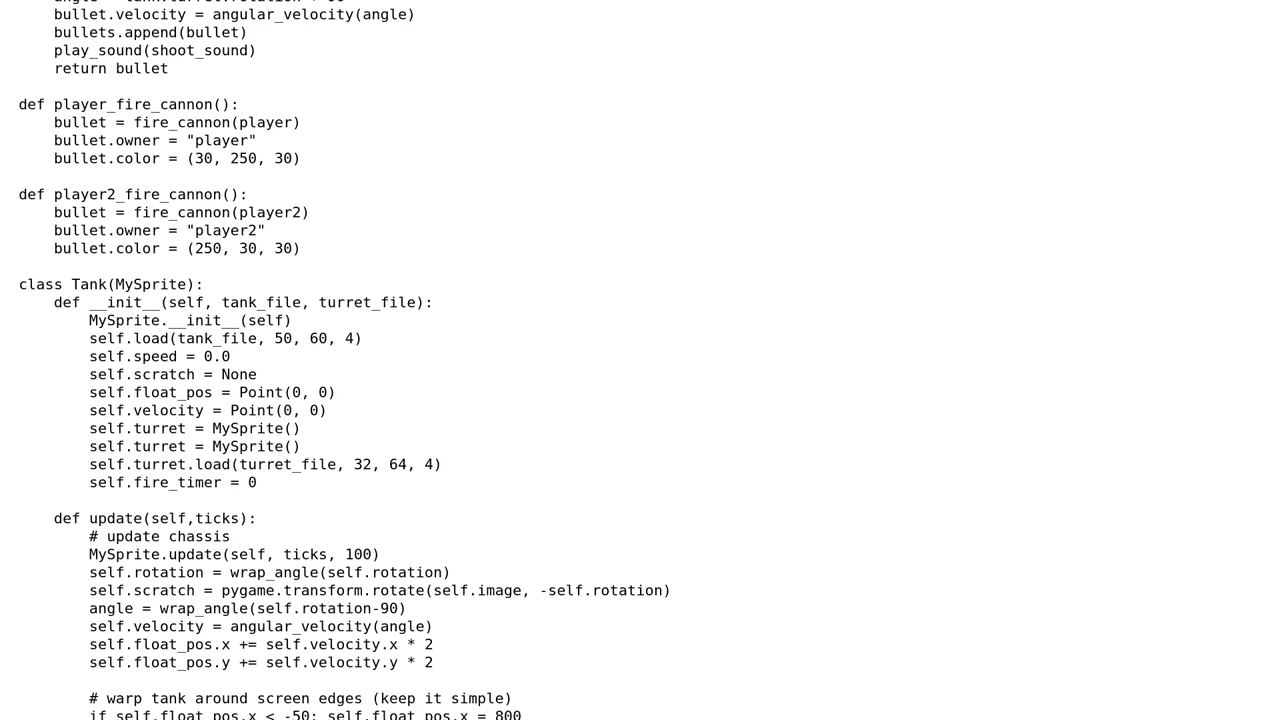 bullet.velocity = angular_velocity(angle)
    bullets.append(bullet)
    play_sound(shoot_sound)
    return bullet

def player_fire_cannon():
    bullet = fire_cannon(player)
    bullet.owner = "player"
    bullet.color = (30, 250, 30)

def player2_fire_cannon():
    bullet = fire_cannon(player2)
    bullet.owner = "player2"
    bullet.color = (250, 30, 30)

class Tank(MySprite):
    def __init__(self, tank_file, turret_file):
        MySprite.__init__(self)
        self.load(tank_file, 50, 60, 4)
        self.speed = 0.0
        self.scratch = None
        self.float_pos = Point(0, 0)
        self.velocity = Point(0, 0)
        self.turret = MySprite()
        self.turret = MySprite()
        self.turret.load(turret_file, 32, 64, 4)
        self.fire_timer = 0

    def update(self,ticks):
        # update chassis
        MySprite.update(self, ticks, 100)
        self.rotation = wrap_angle(self.rotation)
        self.scratch = pygame.transform.rotate(self.image, -self.rotation)
        angle = wrap_angle(self.rotation-90)
        self.velocity = angular_velocity(angle)
        self.float_pos.x += self.velocity.x * 2
        self.float_pos.y += self.velocity.y * 2

        # warp tank around screen edges (keep it simple)
        if self.float_pos.x < -50: self.float_pos.x = 800